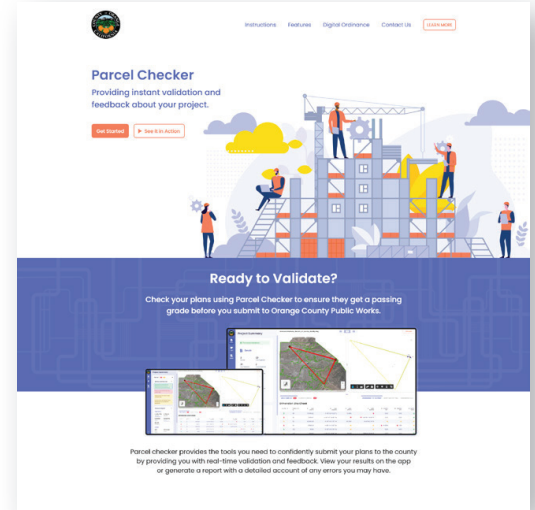 Instructions Features Digital Ordinance Contact Us LEARN MORE
Parcel Checker
Providing instant validation and
feedback about your project.
Get Started See It In Action
Ready to Validate?
Check your plans using Parcel Checker to ensure they get a passing
grade before you submit to Orange County Public Works.
Parcel checker provides the tools you need to confidently submit your plans to the county
by providing you with real-time validation and feedback. View your results on the app
or generate a report with a detailed account of any errors you may have.